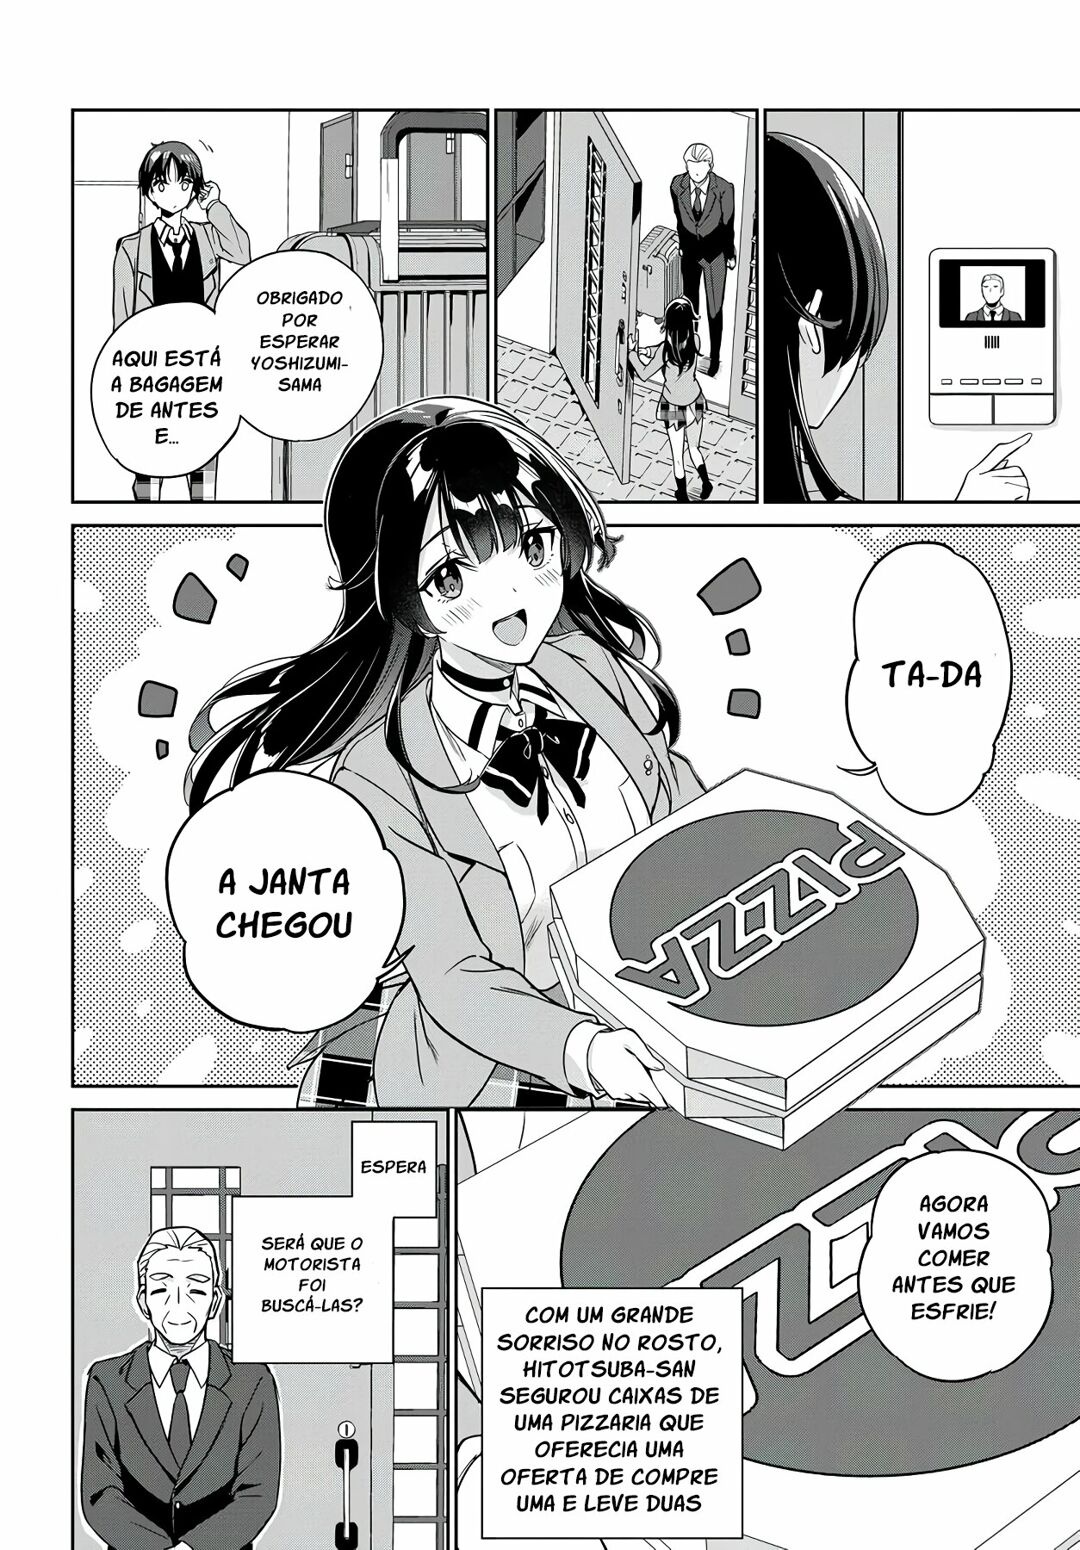 OBRIGADO
POR
ESPERAR
YOSHIZUMI-
SAMA
AQUI ESTÁ
A BAGAGEM
DE ANTES
E...
TA-DA
A JANTA
CHEGOU
PIZZA
AGORA
VAMOS
COMER
ANTES QUE
ESFRIE!
COM UM GRANDE
SORRISO NO ROSTO,
HITOTSUBA-SAN
SEGUROU CAIXAS DE
UMA PIZZARIA QUE
OFERECIA UMA
OFERTA DE COMPRE
UMA E LEVE DUAS
ESPERA
SERÁ QUE O
MOTORISTA
FOI
BUSCÁ-LAS?